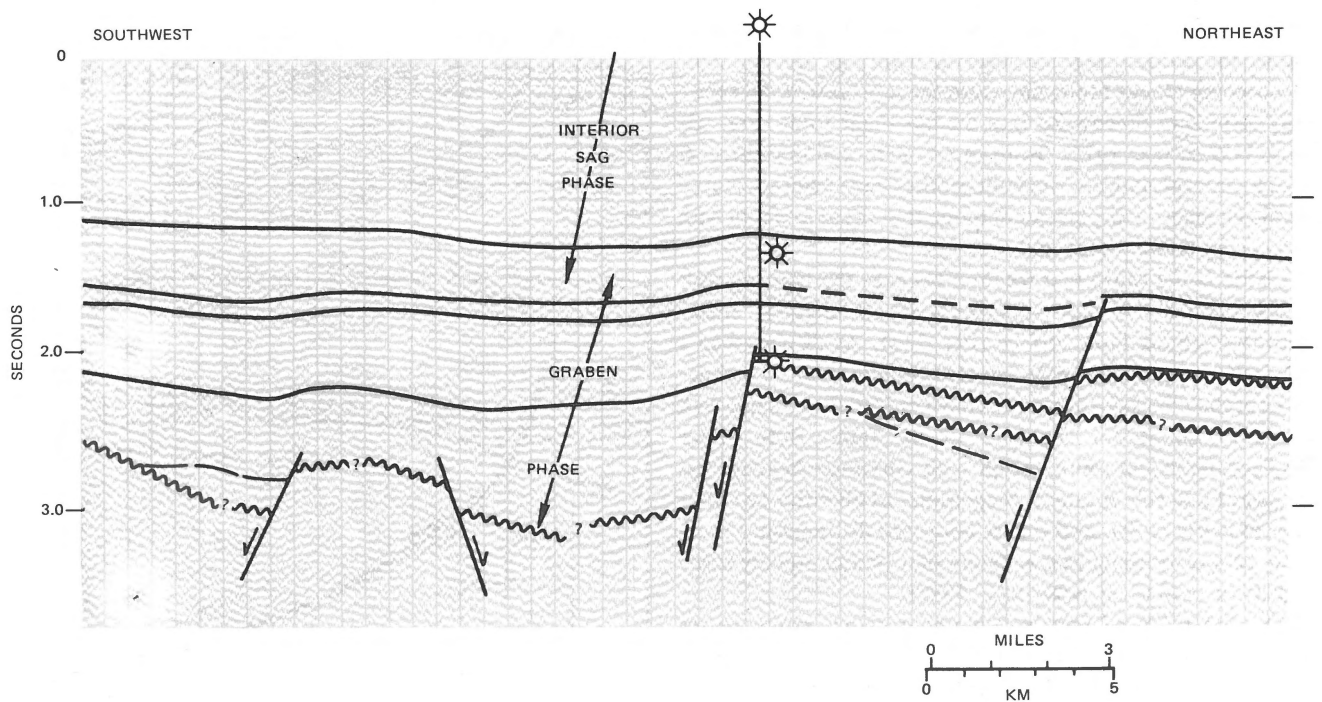 SOUTHWEST
NORTHEAST
0
INTERIOR
SAG
PHASE
1.0
SECONDS
2.0
GRABEN
PHASE
?
?
?
?
?
?
?
3.0
MILES
0 3
0 5
KM